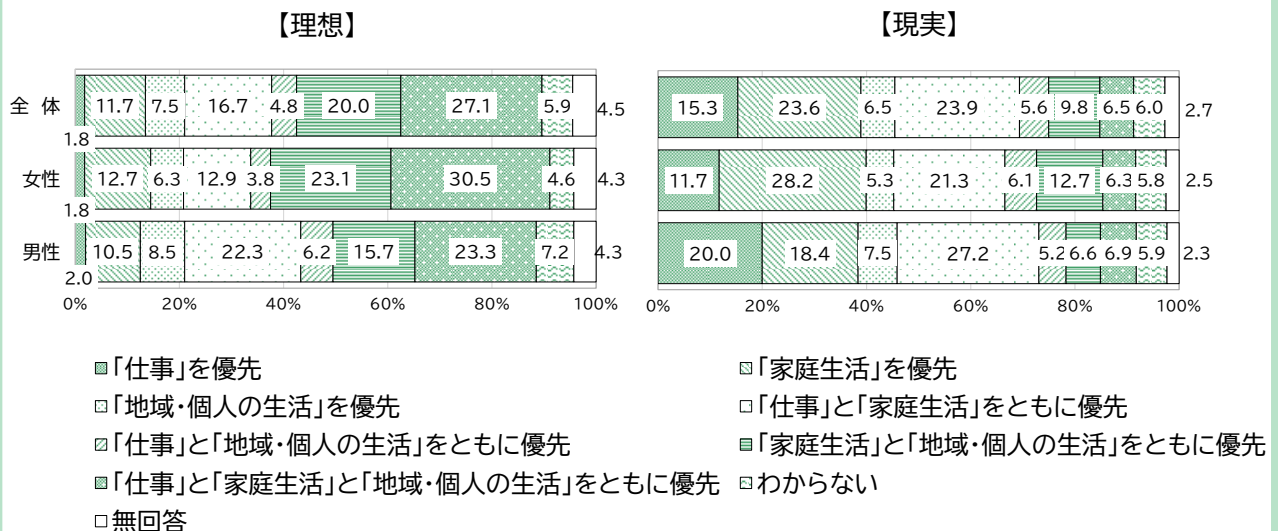 【理想】 【現実】
全 体 11.7 7.5 16.7 4.8 20.0 27.1 5.9 4.5 15.3 23.6 6.5 23.9 5.6 9.8 6.5 6.0 2.7
1.8
女性 12.7 6.3 12.9 3.8 23.1 30.5 4.6 4.3 11.7 28.2 5.3 21.3 6.1 12.7 6.3 5.8 2.5
1.8
男性 10.5 8.5 22.3 6.2 15.7 23.3 7.2 4.3 20.0 18.4 7.5 27.2 5.2 6.6 6.9 5.9 2.3
2.0
0% 20% 40% 60% 80% 100% 0% 20% 40% 60% 80% 100%
「仕事」を優先 「家庭生活」を優先
「地域・個人の生活」を優先 「仕事」と「家庭生活」をともに優先
「仕事」と「地域・個人の生活」をともに優先 「家庭生活」と「地域・個人の生活」をともに優先
「仕事」と「家庭生活」と「地域・個人の生活」をともに優先 わからない
無回答